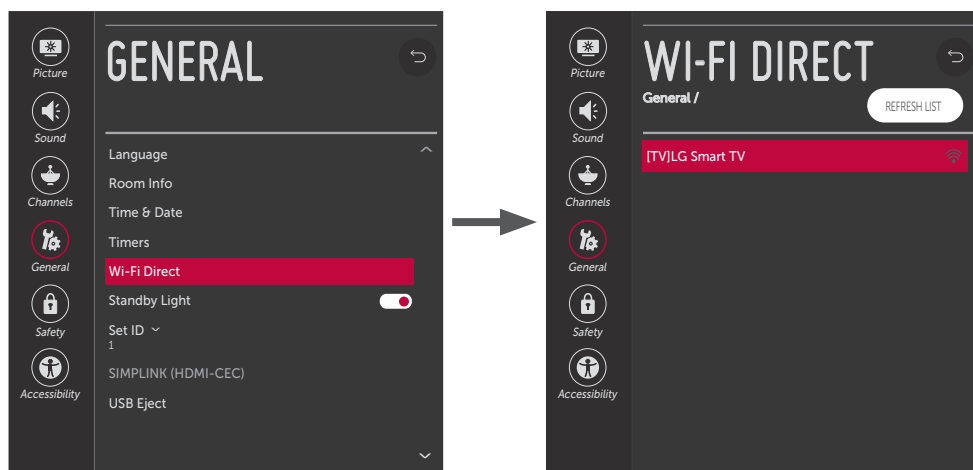 Picture
Sound
Channels
General
Safety
Accessibility
GENERAL
Language
Room Info
Time & Date
Timers
Wi-Fi Direct
Standby Light
Set ID
1
SIMPLINK (HDMI-CEC)
USB Eject
Picture
Sound
Channels
General
Safety
Accessibility
WI-FI DIRECT
General /
REFRESH LIST
[TV]LG Smart TV